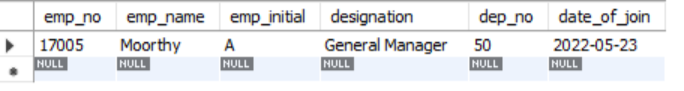 emp_no emp_name emp_initial designation dep_no date_of_join
17005 Moorthy A General Manager 50 2022-05-23
NULL NULL NULL NULL NULL NULL